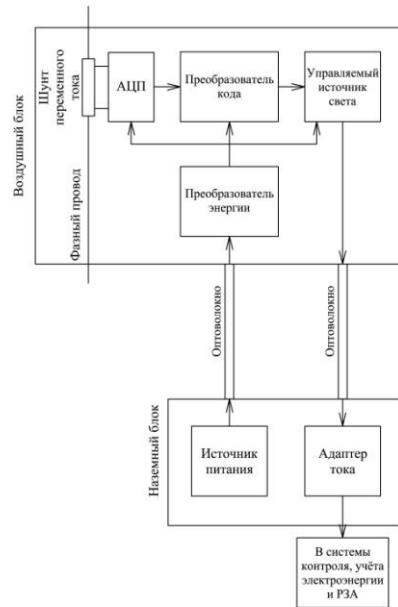 Воздушный блок
Шунт
переменного
тока
Фазный провод
АЦП
Преобразователь
кода
Управляемый
источник
света
Преобразователь
энергии
Оптоволокно
Оптоволокно
Наземный блок
Источник
питания
Адаптер
тока
В системы
контроля, учёта
электроэнергии
и РЗА